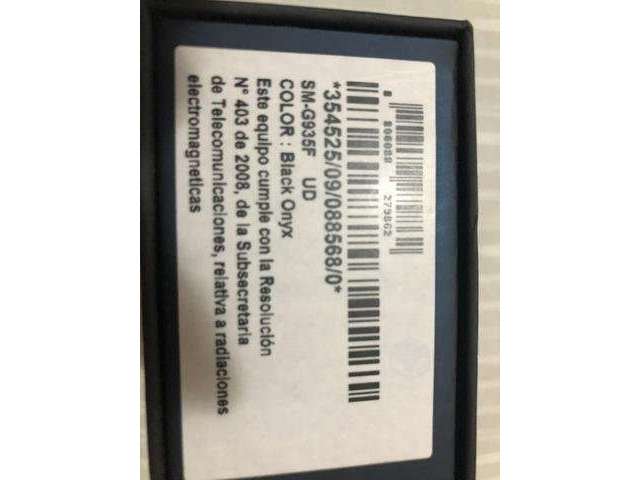 8 806088 279862
*354525/09/088568/0*
SM-G935F UD
COLOR : Black Onyx
Este equipo cumple con la Resolución
N° 403 de 2008, de la Subsecretaria
de Telecomunicaciones, relativa a radiaciones
electromagneticas